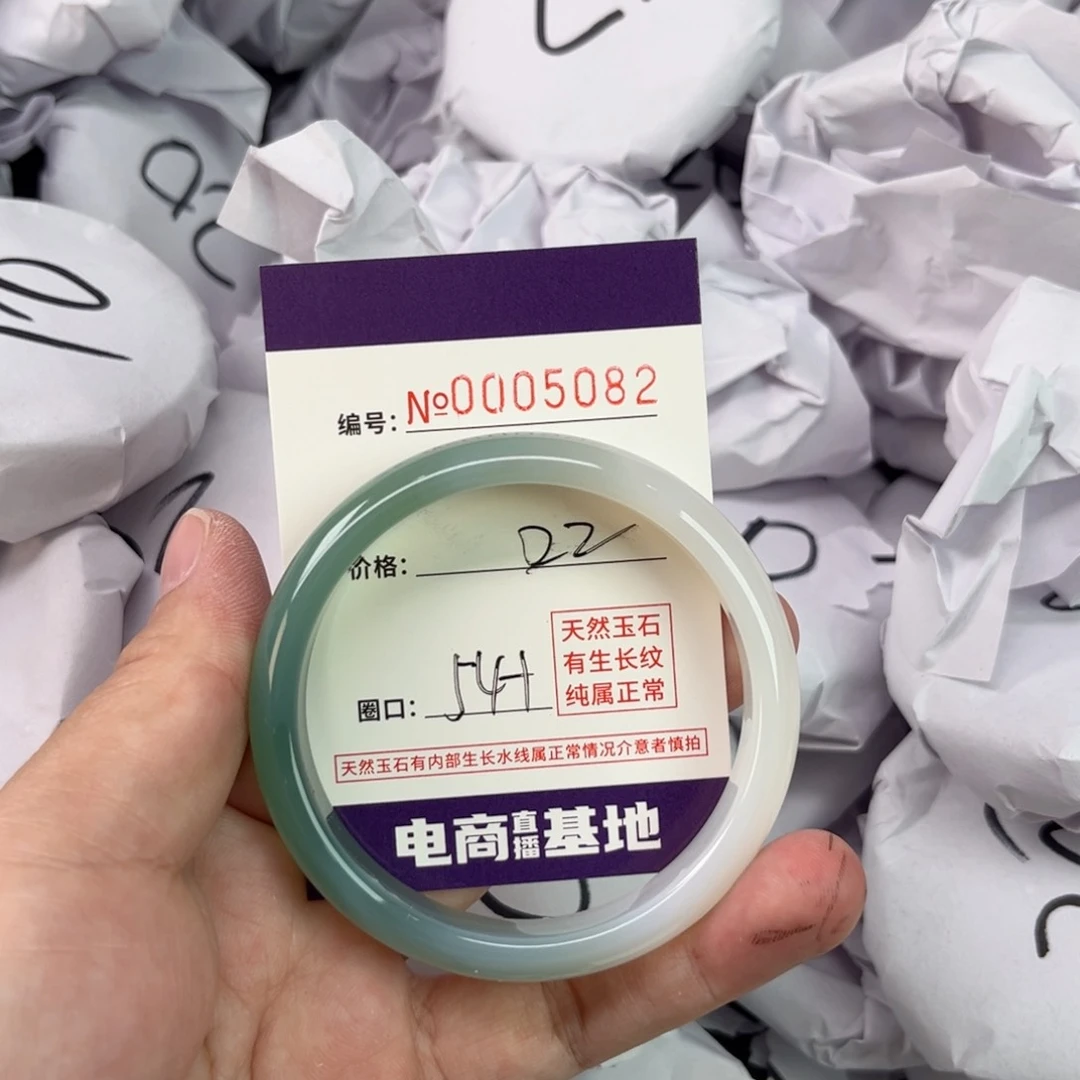 编号: №0005082
价格: D22
圈口: 54H
天然玉石
有生长纹
纯属正常
天然玉石有内部生长水线属正常情况介意者慎拍
电商直播基地